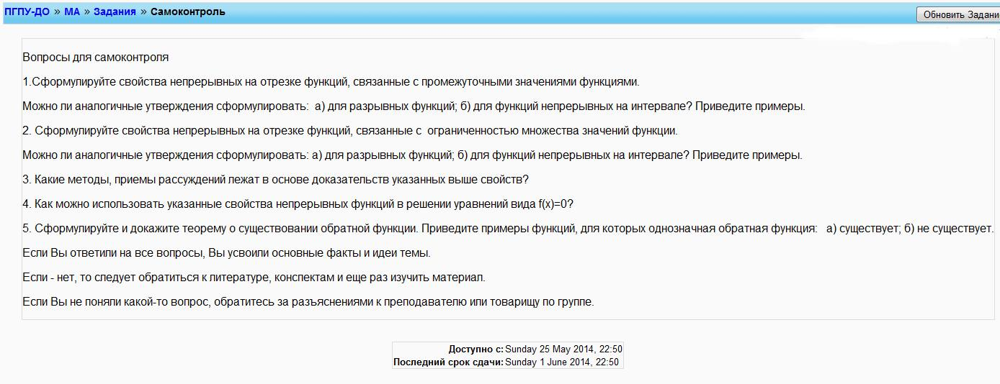 ПГПУ-ДО » МА » Задания » Самоконтроль
Обновить Задани
Вопросы для самоконтроля
1.Сформулируйте свойства непрерывных на отрезке функций, связанные с промежуточными значениями функциями.
Можно ли аналогичные утверждения сформулировать:  а) для разрывных функций; б) для функций непрерывных на интервале? Приведите примеры.
2. Сформулируйте свойства непрерывных на отрезке функций, связанные с  ограниченностью множества значений функции.
Можно ли аналогичные утверждения сформулировать: а) для разрывных функций; б) для функций непрерывных на интервале? Приведите примеры.
3. Какие методы, приемы рассуждений лежат в основе доказательств указанных выше свойств?
4. Как можно использовать указанные свойства непрерывных функций в решении уравнений вида f(x)=0?
5. Сформулируйте и докажите теорему о существовании обратной функции. Приведите примеры функций, для которых однозначная обратная функция:   а) существует; б) не существует.
Если Вы ответили на все вопросы, Вы усвоили основные факты и идеи темы.
Если - нет, то следует обратиться к литературе, конспектам и еще раз изучить материал.
Если Вы не поняли какой-то вопрос, обратитесь за разъяснениями к преподавателю или товарищу по группе.
Доступно с: Sunday 25 May 2014, 22:50
Последний срок сдачи: Sunday 1 June 2014, 22:50